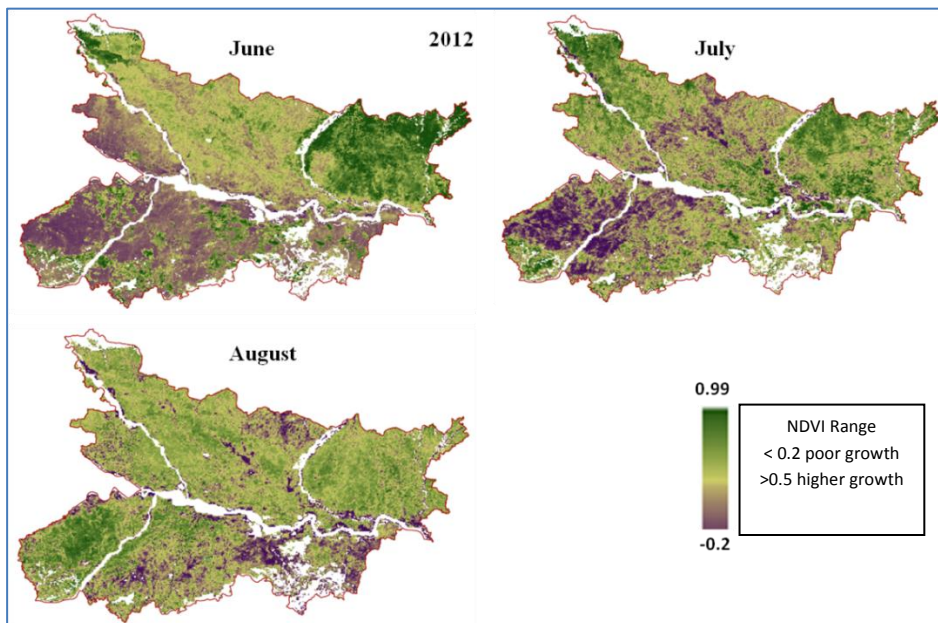 June
2012
July
August
0.99
-0.2
NDVI Range
< 0.2 poor growth
>0.5 higher growth